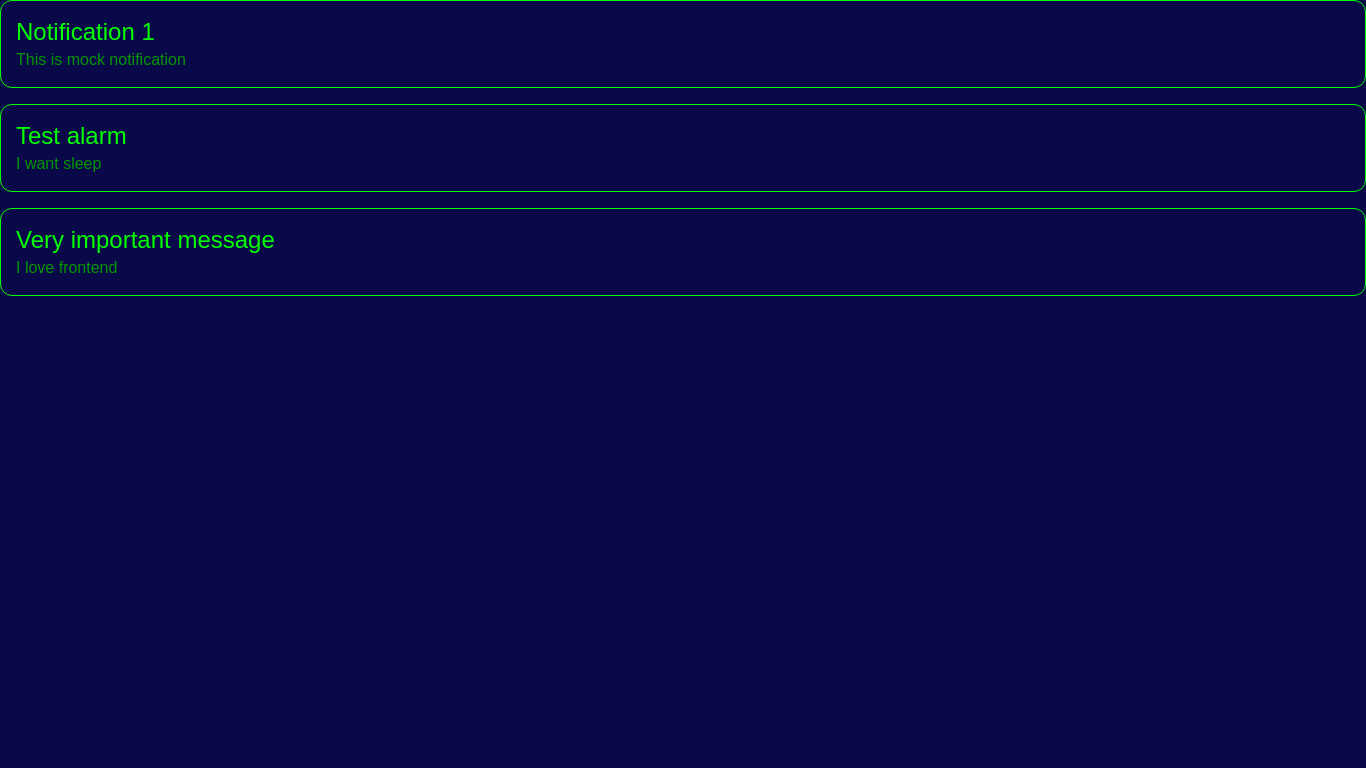 Notification 1
This is mock notification
Test alarm
I want sleep
Very important message
I love frontend